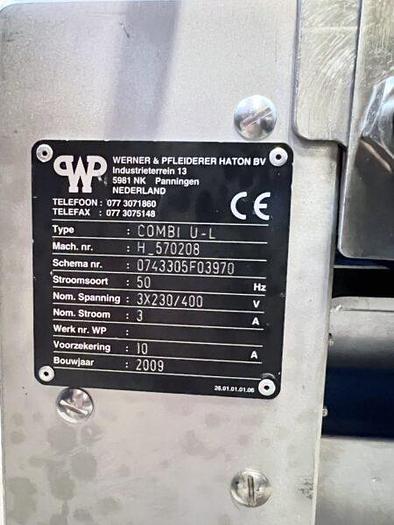 WP
WERNER & PFLEIDERER HATON BV
Industrieterrein 13
5981 NK Panningen
NEDERLAND
TELEFOON : 077 3071860
TELEFAX : 077 3075148
CE
Type : COMBI U-L
Mach. nr. : H_570208
Schema nr. : 0743305F03970
Stroomsoort : 50 Hz
Nom. Spanning : 3X230/400 V
Nom. Stroom : 3 A
Werk nr. WP :
Voorzekering : 10 A
Bouwjaar : 2009
26.01.01.01.06